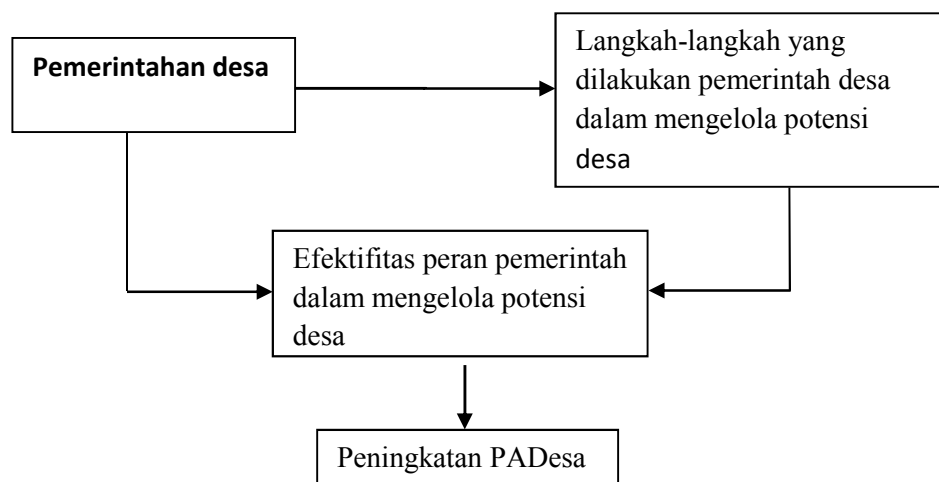 Pemerintahan desa
Langkah-langkah yang
dilakukan pemerintah desa
dalam mengelola potensi
desa
Efektifitas peran pemerintah
dalam mengelola potensi
desa
Peningkatan PADesa